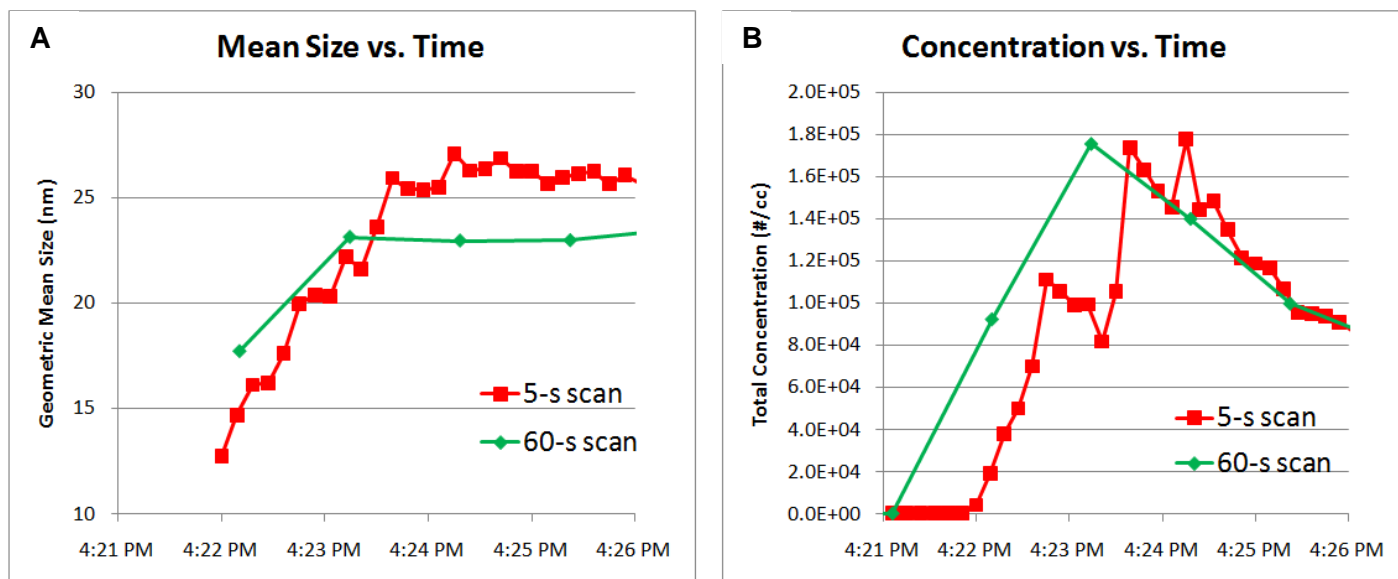 A
Mean Size vs. Time
Geometric Mean Size (nm)
30
25
20
15
10
5-s scan
60-s scan
4:21 PM 4:22 PM 4:23 PM 4:24 PM 4:25 PM 4:26 PM
B
Concentration vs. Time
Total Concentration (#/cc)
2.0E+05
1.8E+05
1.6E+05
1.4E+05
1.2E+05
1.0E+05
8.0E+04
6.0E+04
4.0E+04
2.0E+04
0.0E+00
5-s scan
60-s scan
4:21 PM 4:22 PM 4:23 PM 4:24 PM 4:25 PM 4:26 PM